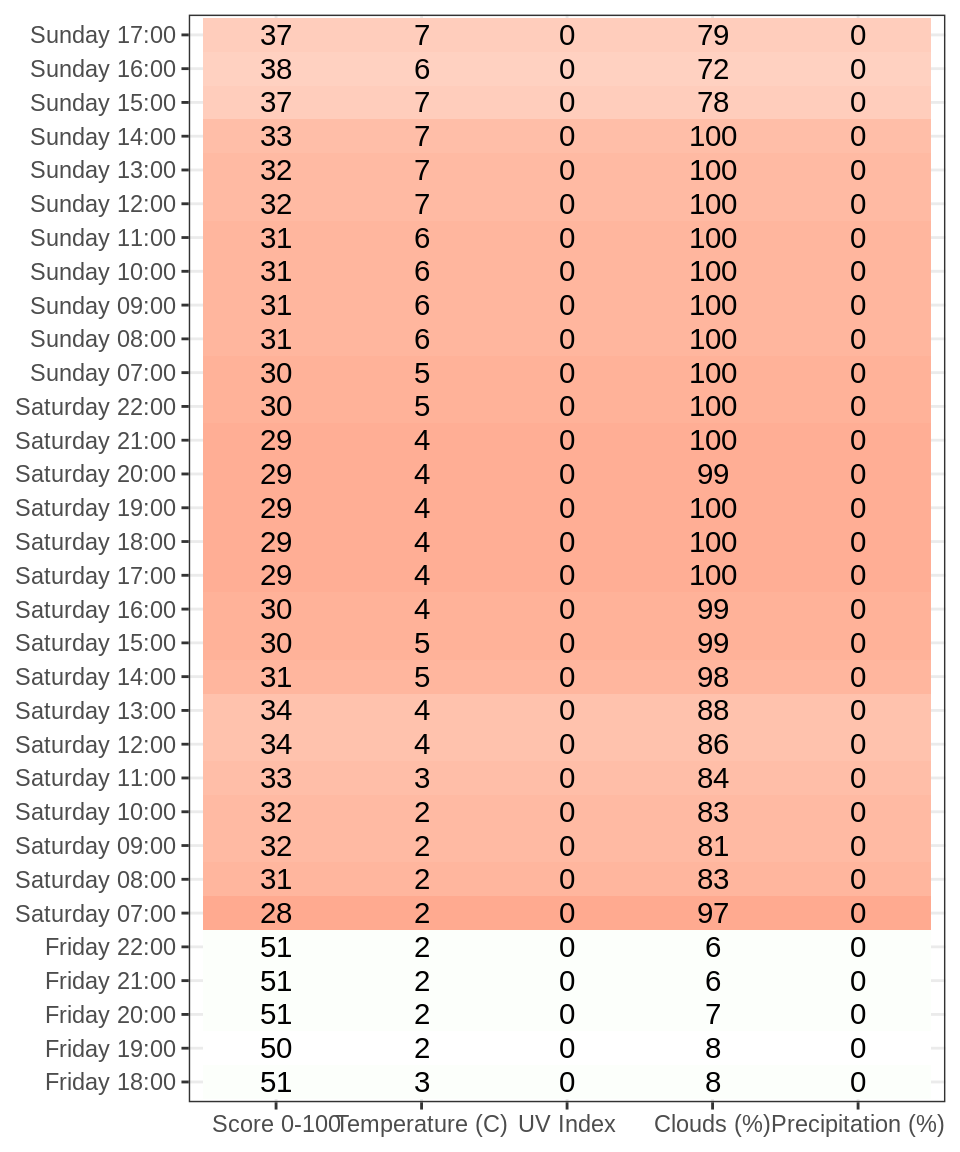 Sunday 17:00 37 7 0 79 0
Sunday 16:00 38 6 0 72 0
Sunday 15:00 37 7 0 78 0
Sunday 14:00 33 7 0 100 0
Sunday 13:00 32 7 0 100 0
Sunday 12:00 32 7 0 100 0
Sunday 11:00 31 6 0 100 0
Sunday 10:00 31 6 0 100 0
Sunday 09:00 31 6 0 100 0
Sunday 08:00 31 6 0 100 0
Sunday 07:00 30 5 0 100 0
Saturday 22:00 30 5 0 100 0
Saturday 21:00 29 4 0 100 0
Saturday 20:00 29 4 0 99 0
Saturday 19:00 29 4 0 100 0
Saturday 18:00 29 4 0 100 0
Saturday 17:00 29 4 0 100 0
Saturday 16:00 30 4 0 99 0
Saturday 15:00 30 5 0 99 0
Saturday 14:00 31 5 0 98 0
Saturday 13:00 34 4 0 88 0
Saturday 12:00 34 4 0 86 0
Saturday 11:00 33 3 0 84 0
Saturday 10:00 32 2 0 83 0
Saturday 09:00 32 2 0 81 0
Saturday 08:00 31 2 0 83 0
Saturday 07:00 28 2 0 97 0
Friday 22:00 51 2 0 6 0
Friday 21:00 51 2 0 6 0
Friday 20:00 51 2 0 7 0
Friday 19:00 50 2 0 8 0
Friday 18:00 51 3 0 8 0
Score 0-100 Temperature (C) UV Index Clouds (%) Precipitation (%)